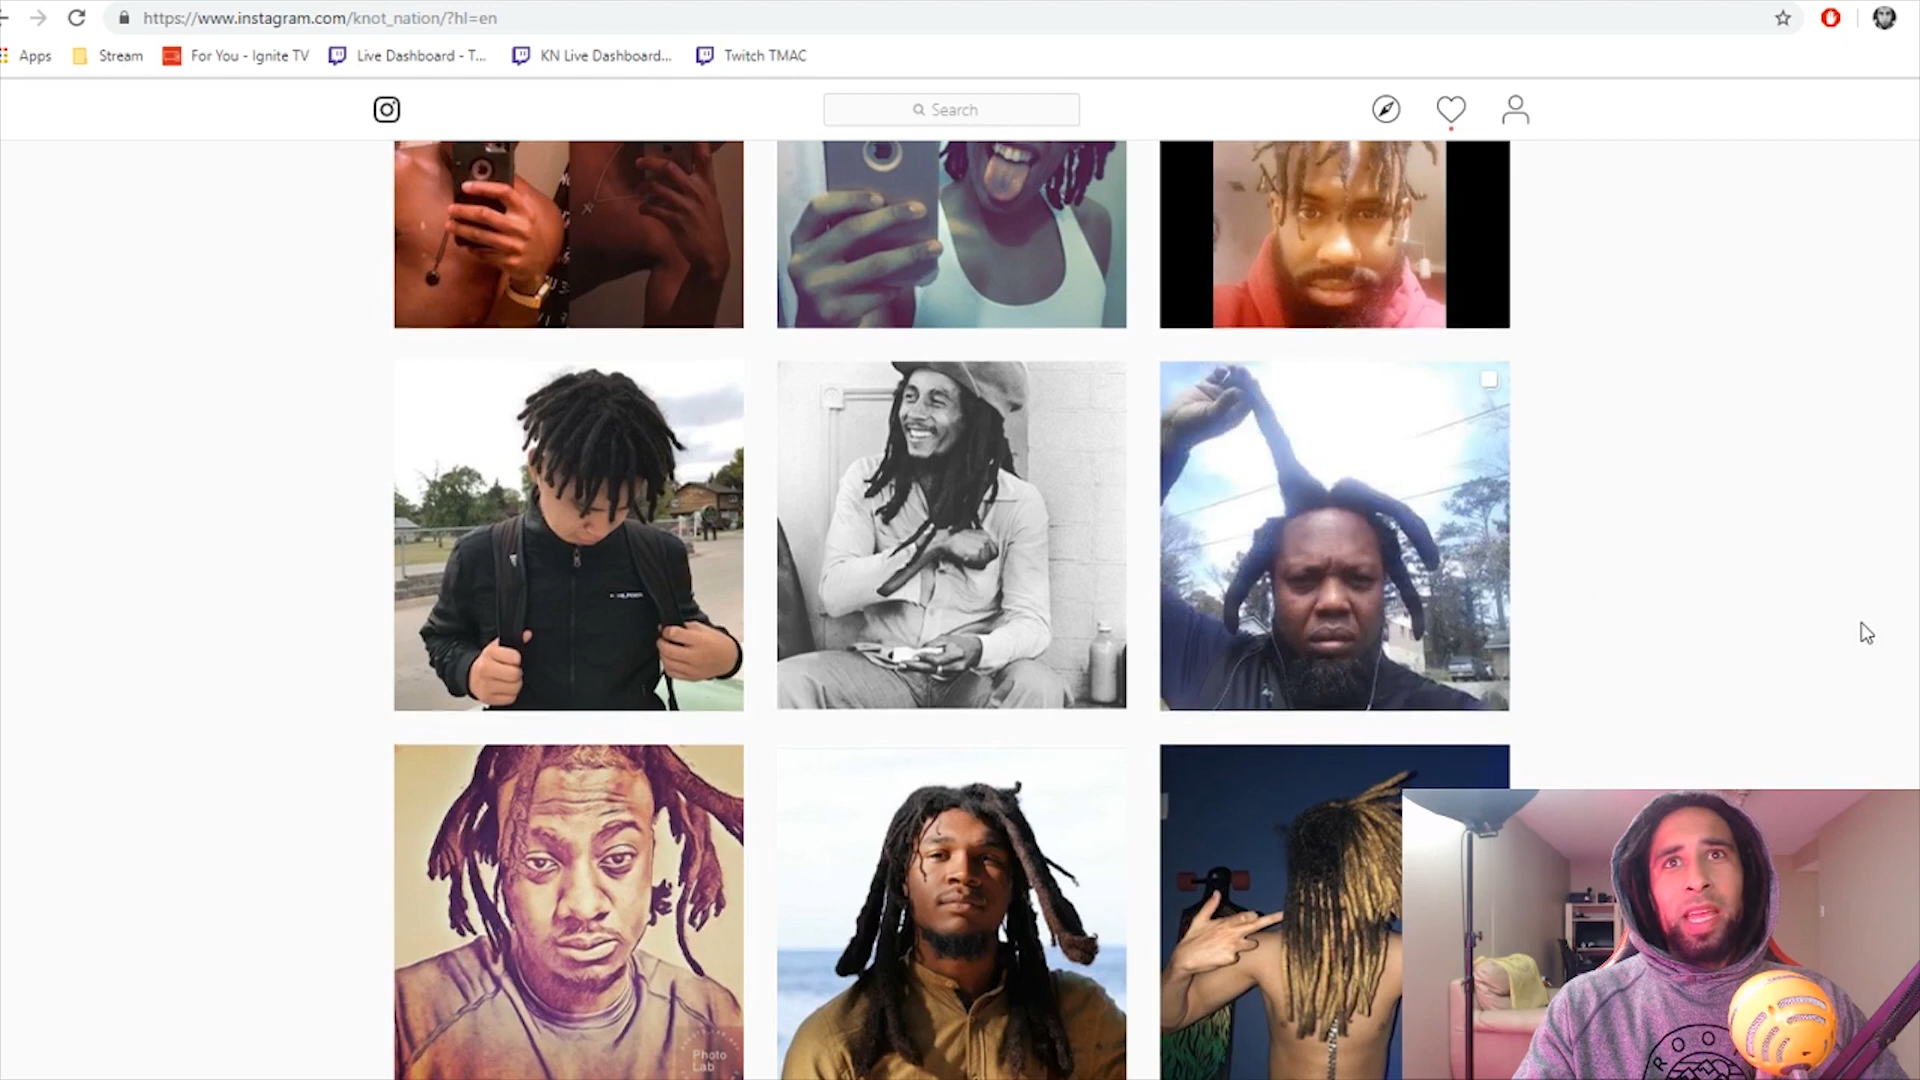 https://www.instagram.com/knot_nation/?hl=en
Apps
Stream
For You - Ignite TV
Live Dashboard - T...
KN Live Dashboard...
Twitch TMAC
Search
Photo
Lab
ROO